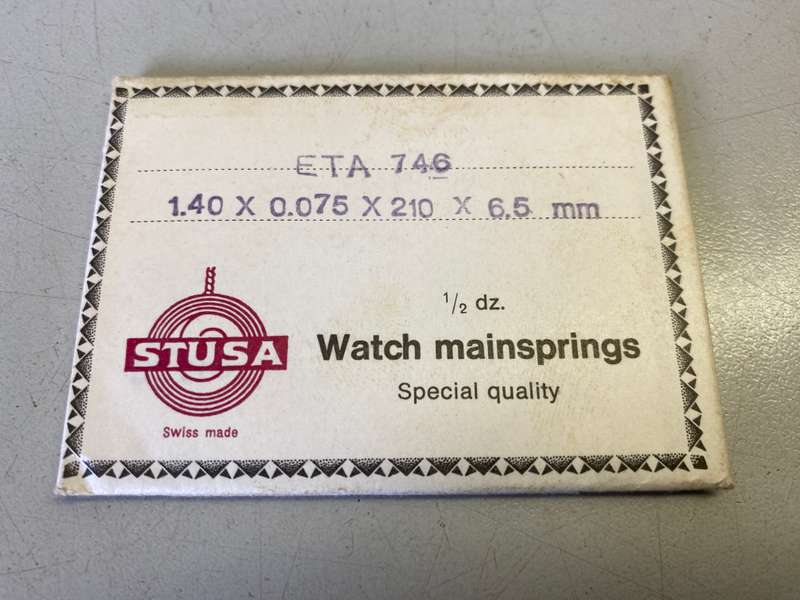 ETA 746
1.40 X 0.075 X 210 X 6.5 mm
1/2 dz.
STUSA
Watch mainsprings
Special quality
Swiss made